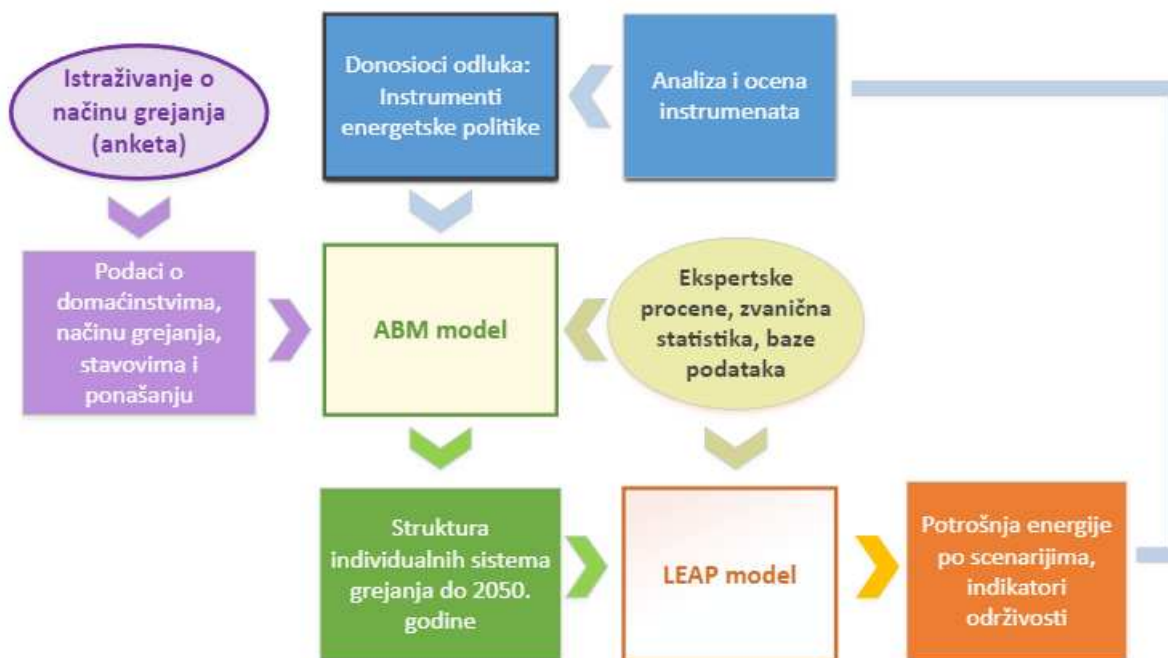 Istraživanje o
načinu grejanja
(anketa)
Donosioci odluka:
Instrumenti
energetske politike
Analiza i ocena
instrumenata
Podaci o
domaćinstvima,
načinu grejanja,
stavovima i
ponašanju
ABM model
Ekspertske
procene, zvanična
statistika, baze
podataka
Struktura
individualnih sistema
grejanja do 2050.
godine
LEAP model
Potrošnja energije
po scenarijima,
indikatori
održivosti